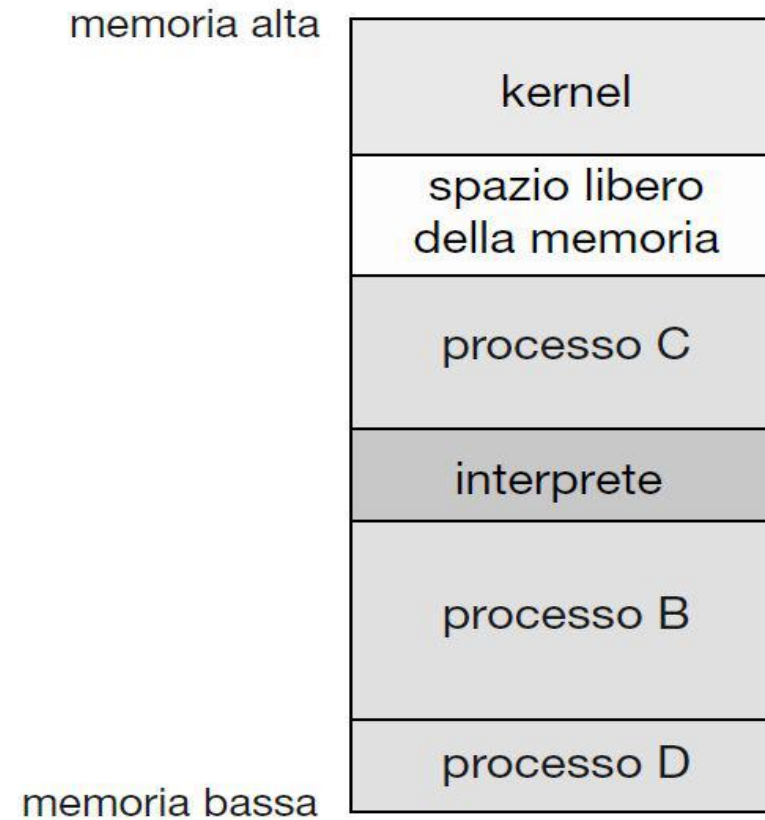 memoria alta
kernel
spazio libero
della memoria
processo C
interprete
processo B
processo D
memoria bassa